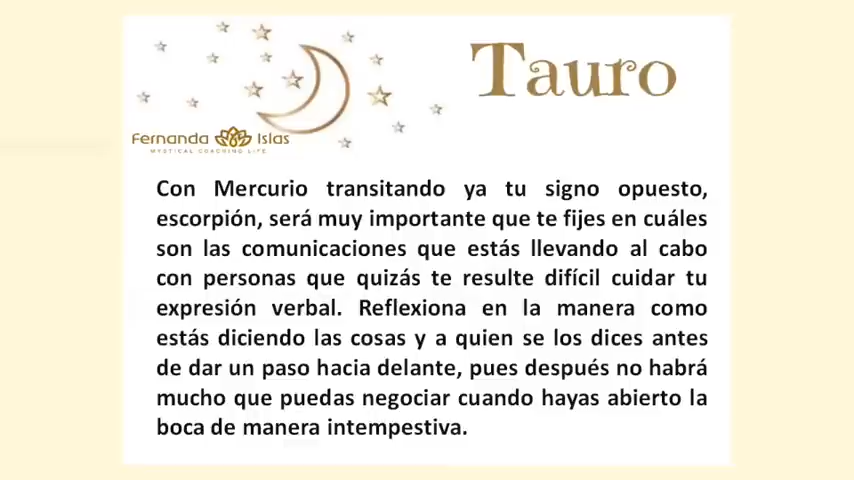 Tauro
Fernanda Islas
MYSTICAL COACHING LIFE
Con Mercurio transitando ya tu signo opuesto,
escorpión, será muy importante que te fijes en cuáles
son las comunicaciones que estás llevando al cabo
con personas que quizás te resulte difícil cuidar tu
expresión verbal. Reflexiona en la manera como
estás diciendo las cosas y a quien se los dices antes
de dar un paso hacia delante, pues después no habrá
mucho que puedas negociar cuando hayas abierto la
boca de manera intempestiva.